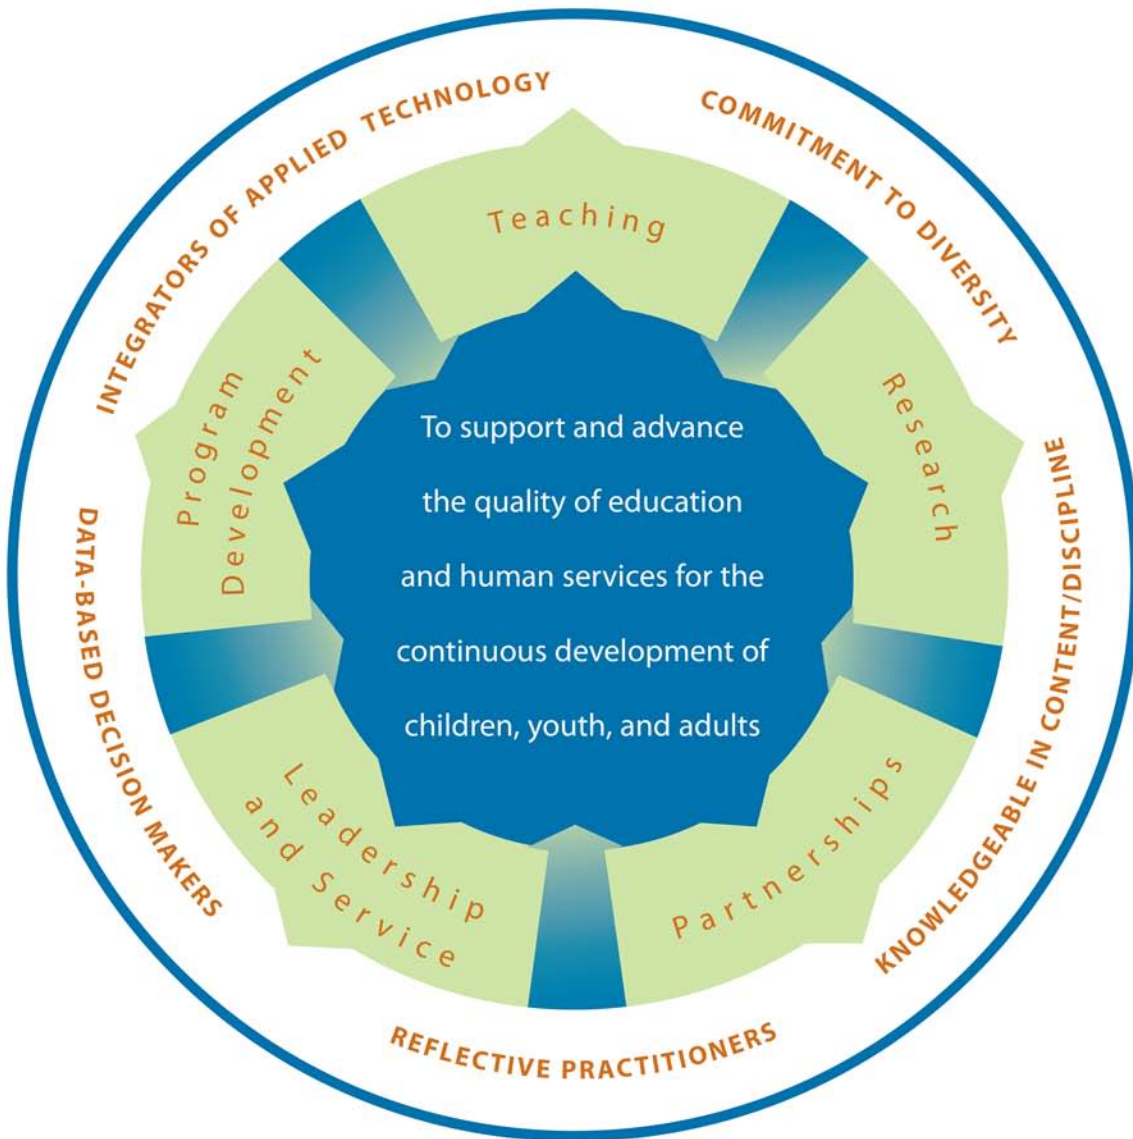 INTEGRATORS OF APPLIED TECHNOLOGY
COMMITMENT TO DIVERSITY
KNOWLEDGEABLE IN CONTENT/DISCIPLINE
REFLECTIVE PRACTITIONERS
DATA-BASED DECISION MAKERS
Teaching
Research
Partnerships
Leadership
and Service
Program
Development
To support and advance
the quality of education
and human services for the
continuous development of
children, youth, and adults